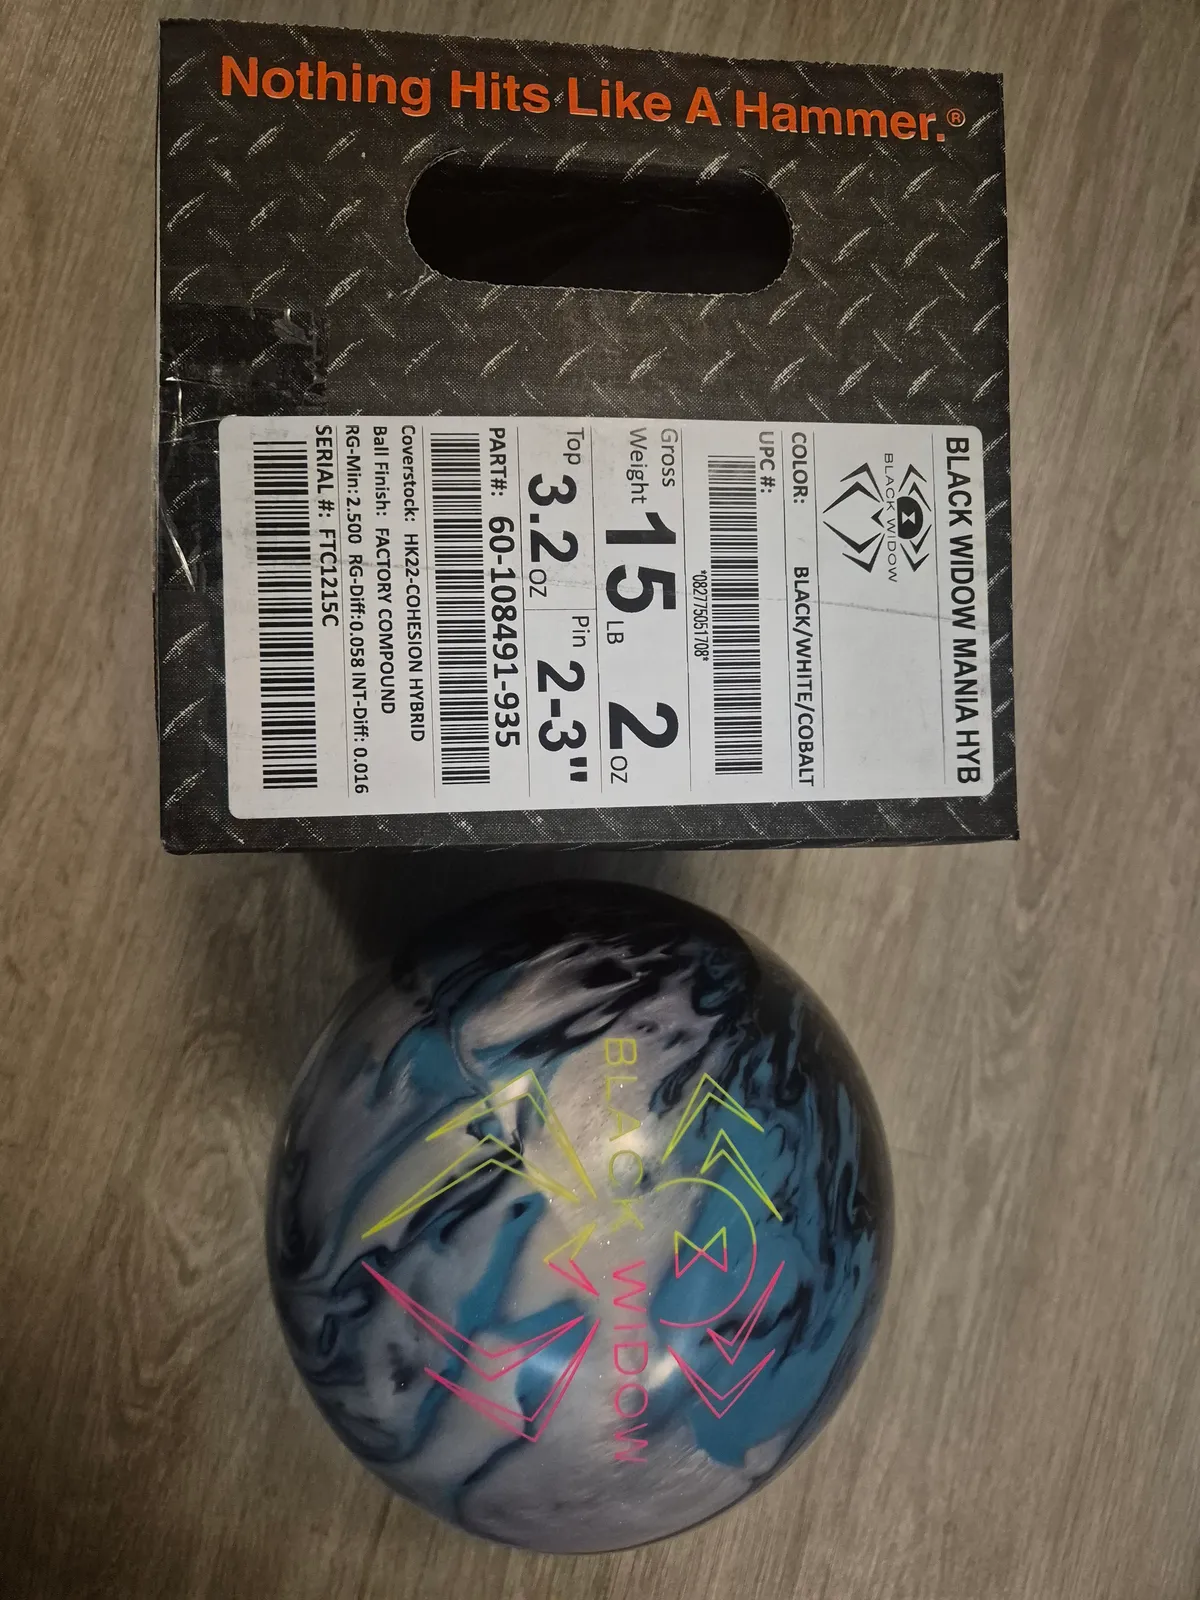 Nothing Hits Like A Hammer.®
BLACK WIDOW MANIA HYB
BLACK WIDOW
COLOR: BLACK/WHITE/COBALT
UPC #:
*082775051708*
Gross Weight 15 LB 2 OZ
Top 3.2 OZ Pin 2-3"
PART#: 60-108491-935
Coverstock: HK22-COHESION HYBRID
Ball Finish: FACTORY COMPOUND
RG-Min: 2.500 RG-Diff:0.058 INT-Diff: 0.016
SERIAL #: FTC1215C
BLACK WIDOW